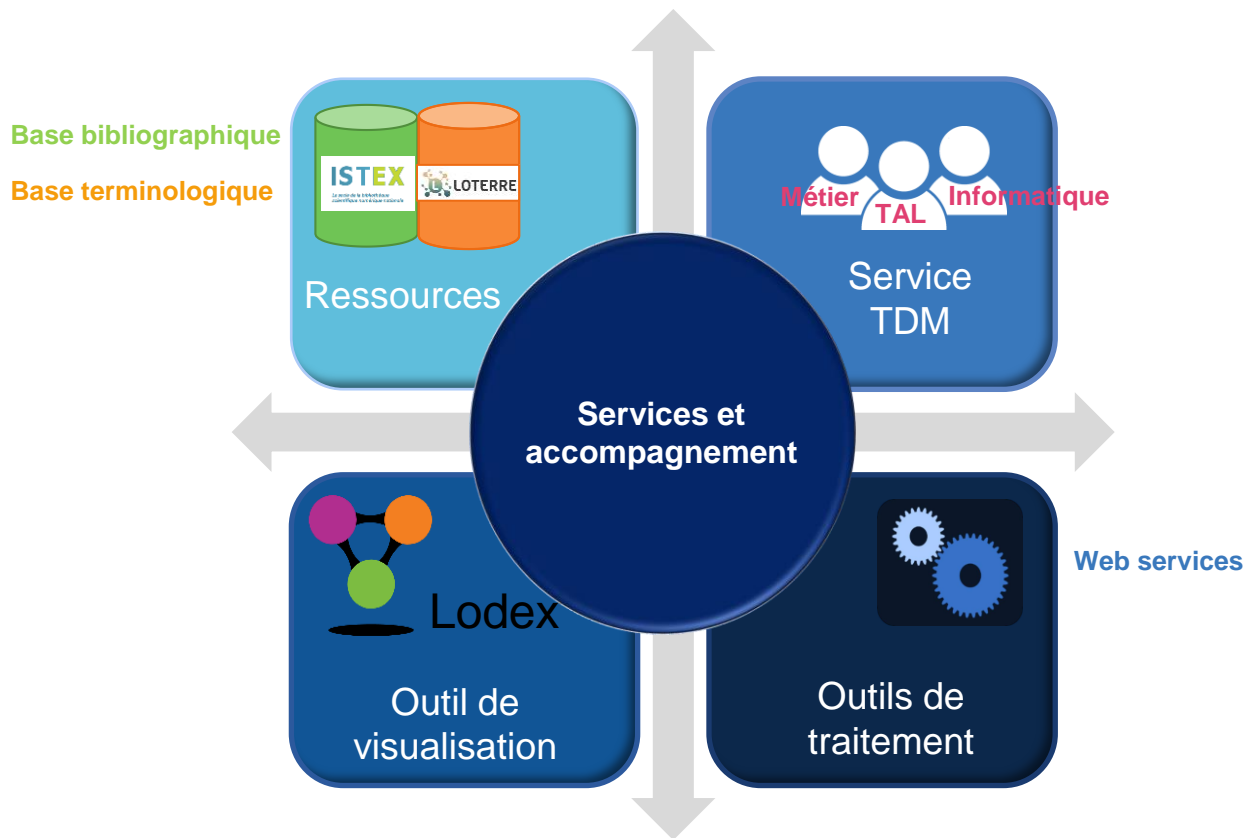 Base bibliographique
Base terminologique
ISTEX
LOTERRE
Ressources
Métier
TAL
Informatique
Service
TDM
Services et
accompagnement
Lodex
Outil de
visualisation
Web services
Outils de
traitement